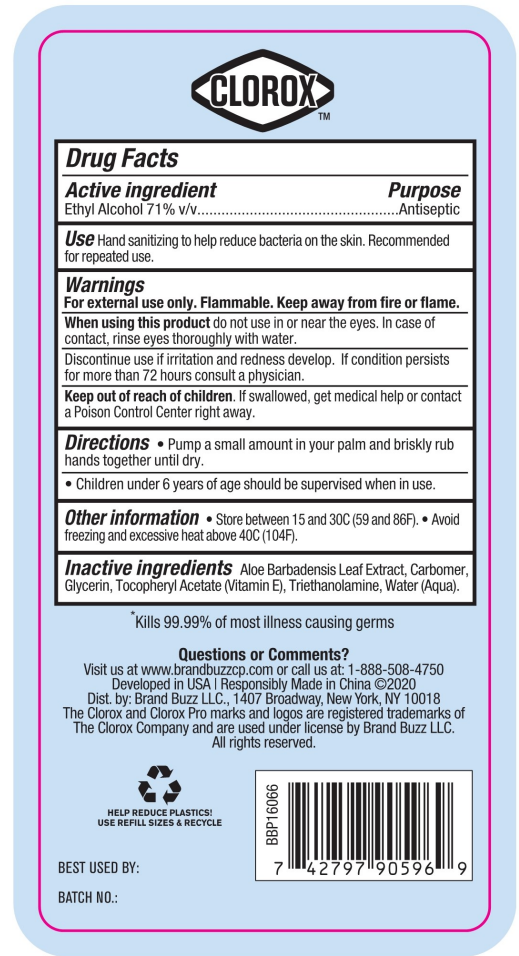 CLOROX
TM
Drug Facts
Active ingredient Purpose
Ethyl Alcohol 71% v/v..................................................Antiseptic
Use Hand sanitizing to help reduce bacteria on the skin. Recommended
for repeated use.
Warnings
For external use only. Flammable. Keep away from fire or flame.
When using this product do not use in or near the eyes. In case of
contact, rinse eyes thoroughly with water.
Discontinue use if irritation and redness develop. If condition persists
for more than 72 hours consult a physician.
Keep out of reach of children. If swallowed, get medical help or contact
a Poison Control Center right away.
Directions • Pump a small amount in your palm and briskly rub
hands together until dry.
• Children under 6 years of age should be supervised when in use.
Other information • Store between 15 and 30C (59 and 86F). • Avoid
freezing and excessive heat above 40C (104F).
Inactive ingredients Aloe Barbadensis Leaf Extract, Carbomer,
Glycerin, Tocopheryl Acetate (Vitamin E), Triethanolamine, Water (Aqua).
*Kills 99.99% of most illness causing germs
Questions or Comments?
Visit us at www.brandbuzzcp.com or call us at: 1-888-508-4750
Developed in USA | Responsibly Made in China ©2020
Dist. by: Brand Buzz LLC., 1407 Broadway, New York, NY 10018
The Clorox and Clorox Pro marks and logos are registered trademarks of
The Clorox Company and are used under license by Brand Buzz LLC.
All rights reserved.
HELP REDUCE PLASTICS!
USE REFILL SIZES & RECYCLE
BBP16066
7 42797 90596 9
BEST USED BY:
BATCH NO.: